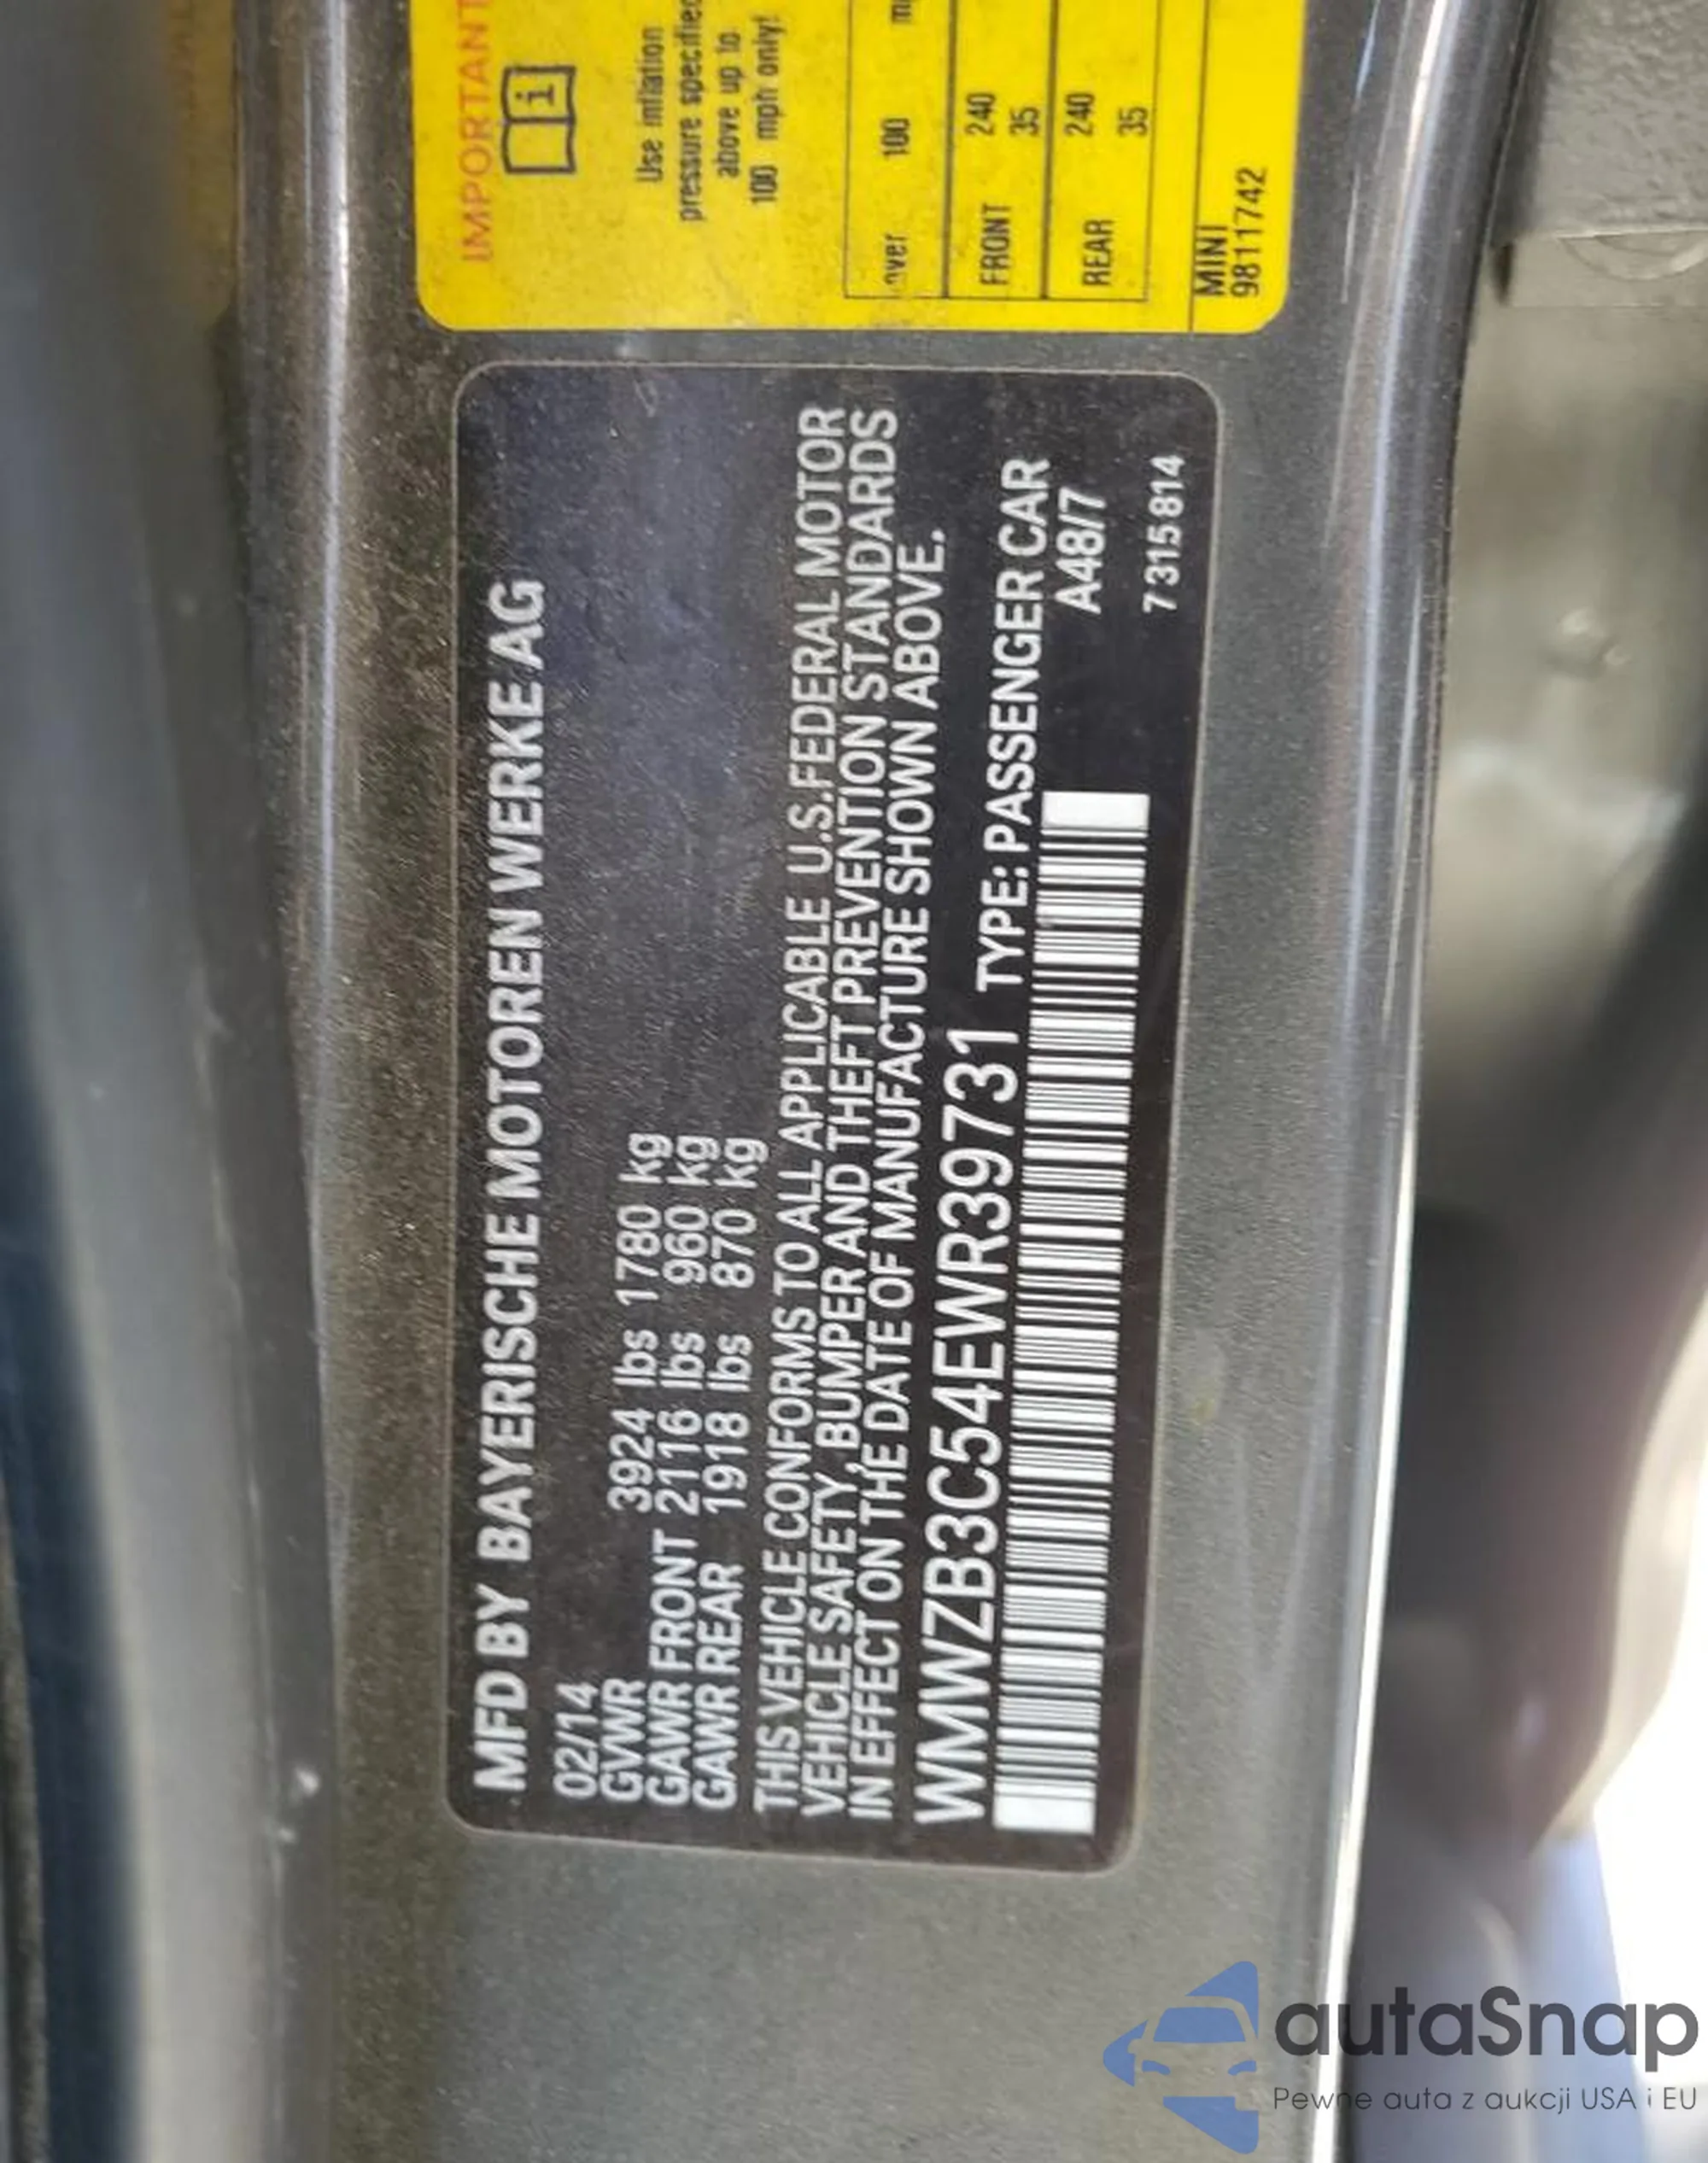 MFD BY BAYERISCHE MOTOREN WERKE AG
02/14
GVWR 3924 lbs 1780 kg
GAWR FRONT 2116 lbs 960 kg
GAWR REAR 1918 lbs 870 kg
THIS VEHICLE CONFORMS TO ALL APPLICABLE U.S.FEDERAL MOTOR
VEHICLE SAFETY, BUMPER AND THEFT PREVENTION STANDARDS
IN EFFECT ON THE DATE OF MANUFACTURE SHOWN ABOVE.
WMWZB3C54EWR39731 TYPE: PASSENGER CAR
A48/7
7315814
IMPORTANT
i
Use inflation
pressure specified
above up to
100 mph only!
over 100
FRONT 240
35
REAR 240
35
MINI
9811742
autaSnap
Pewne auta z aukcji USA i EU